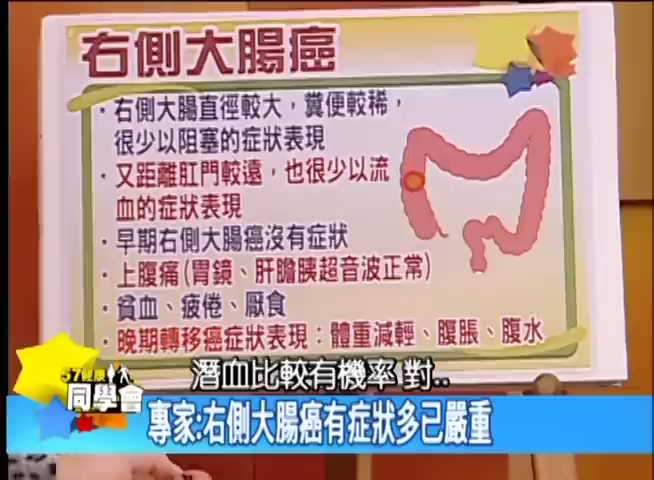 右側大腸癌
·右側大腸直徑較大，糞便較稀，
很少以阻塞的症狀表現
·又距離肛門較遠，也很少以流
血的症狀表現
·早期右側大腸癌沒有症狀
·上腹痛(胃鏡、肝膽胰超音波正常)
·貧血、疲倦、厭食
·晚期轉移癌症狀表現：體重減輕、腹脹、腹水
潛血比較有機率 對..
57健康
同學會
專家:右側大腸癌有症狀多已嚴重